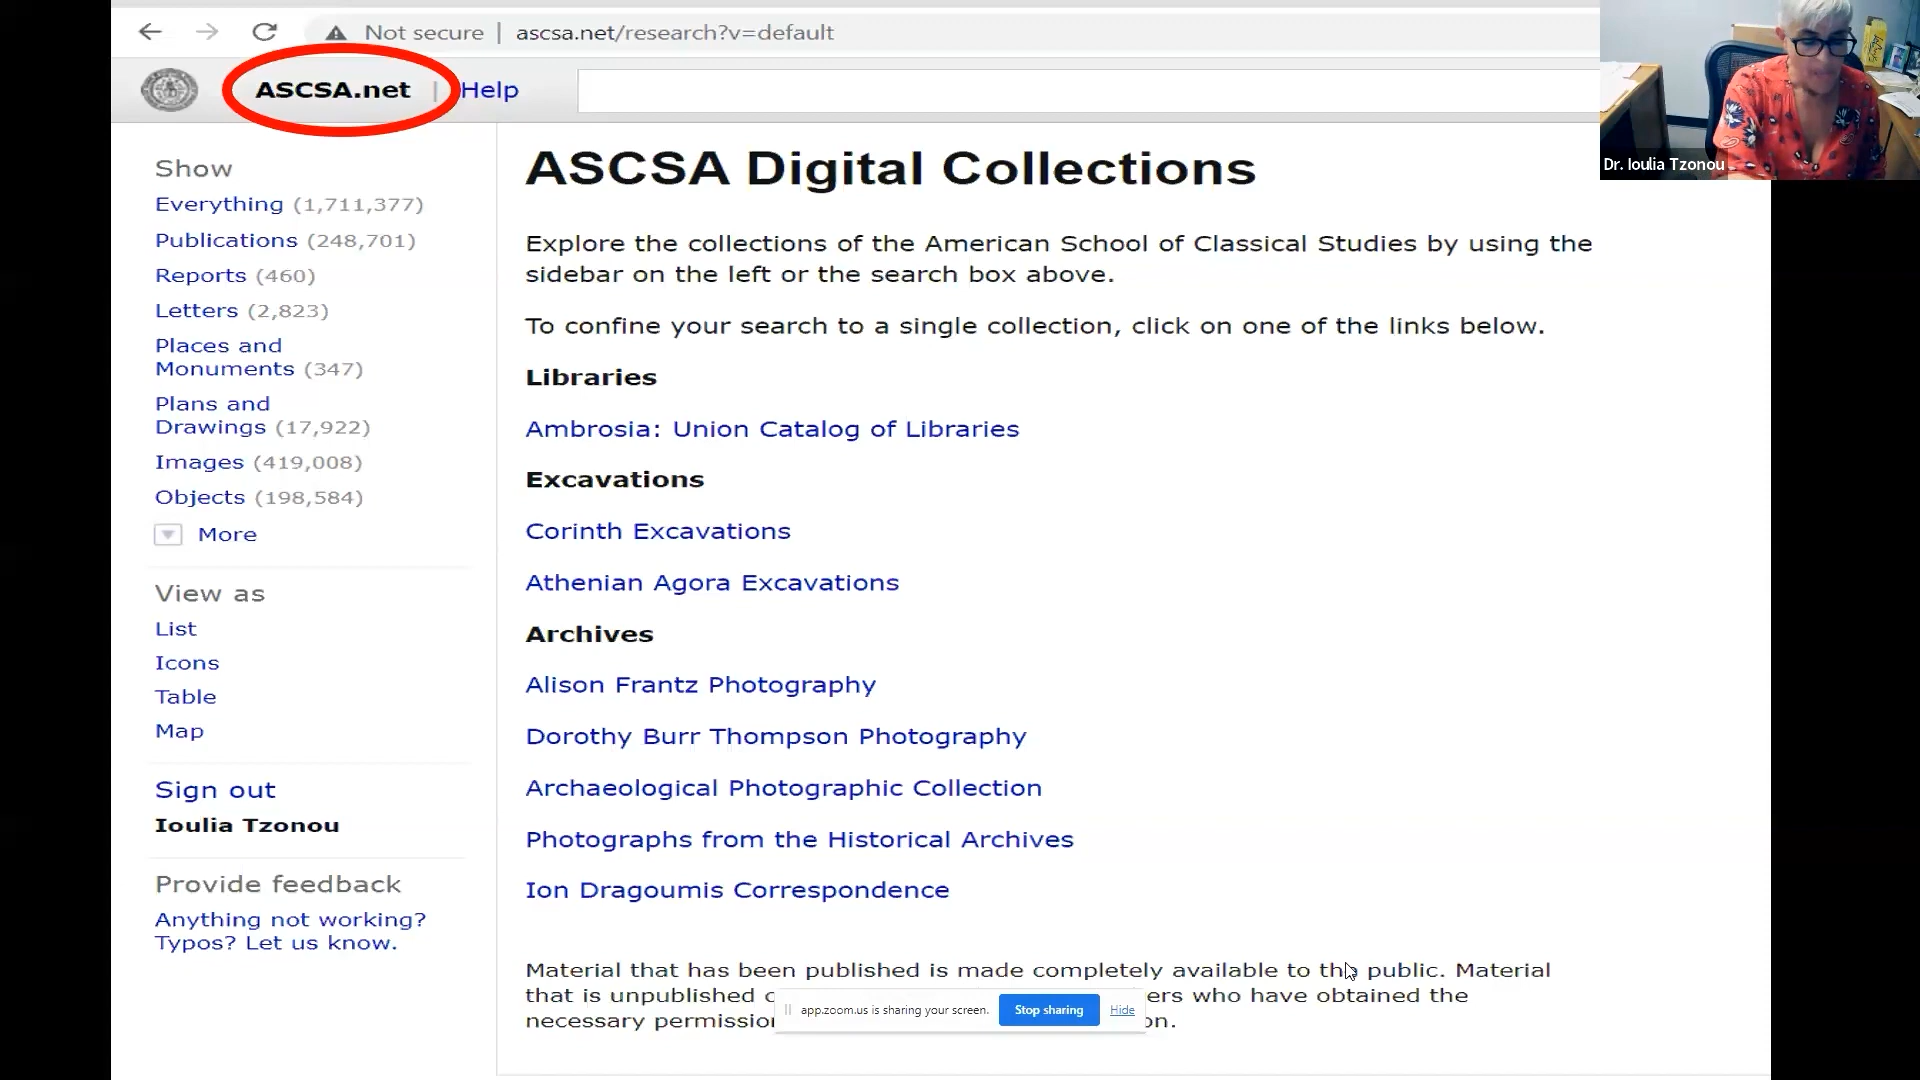 Not secure | ascsa.net/research?v=default
ASCSA.net | Help
Show
Everything (1,711,377)
Publications (248,701)
Reports (460)
Letters (2,823)
Places and
Monuments (347)
Plans and
Drawings (17,922)
Images (419,008)
Objects (198,584)
More
View as
List
Icons
Table
Map
Sign out
Ioulia Tzonou
Provide feedback
Anything not working?
Typos? Let us know.
ASCSA Digital Collections
Explore the collections of the American School of Classical Studies by using the
sidebar on the left or the search box above.
To confine your search to a single collection, click on one of the links below.
Libraries
Ambrosia: Union Catalog of Libraries
Excavations
Corinth Excavations
Athenian Agora Excavations
Archives
Alison Frantz Photography
Dorothy Burr Thompson Photography
Archaeological Photographic Collection
Photographs from the Historical Archives
Ion Dragoumis Correspondence
Material that has been published is made completely available to the public. Material
that is unpublished who have obtained the
necessary
app.zoom.us is sharing your screen. Stop sharing Hide
Dr. Ioulia Tzonou